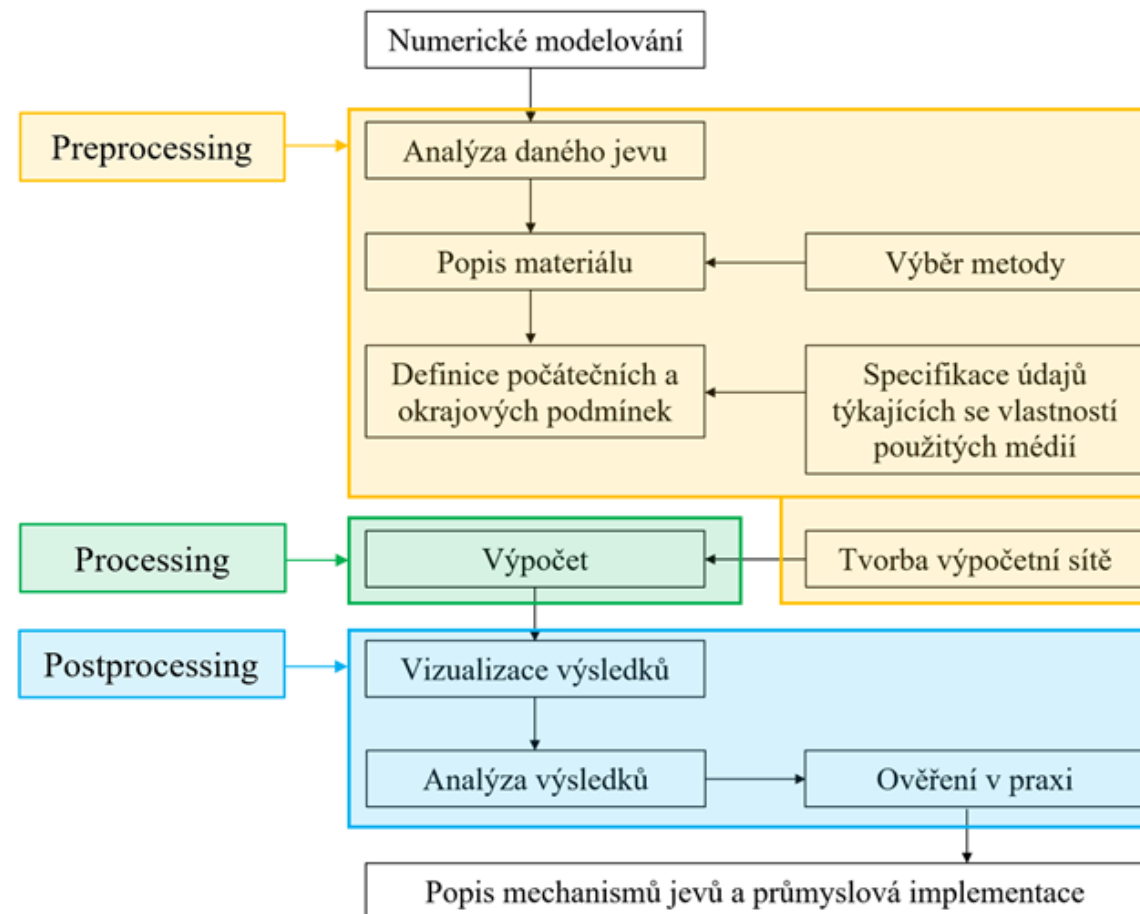 Numerické modelování
Preprocessing
Analýza daného jevu
Popis materiálu
Výběr metody
Definice počátečních a
okrajových podmínek
Specifikace údajů
týkajících se vlastností
použitých médií
Processing
Výpočet
Tvorba výpočetní sítě
Postprocessing
Vizualizace výsledků
Analýza výsledků
Ověření v praxi
Popis mechanismů jevů a průmyslová implementace